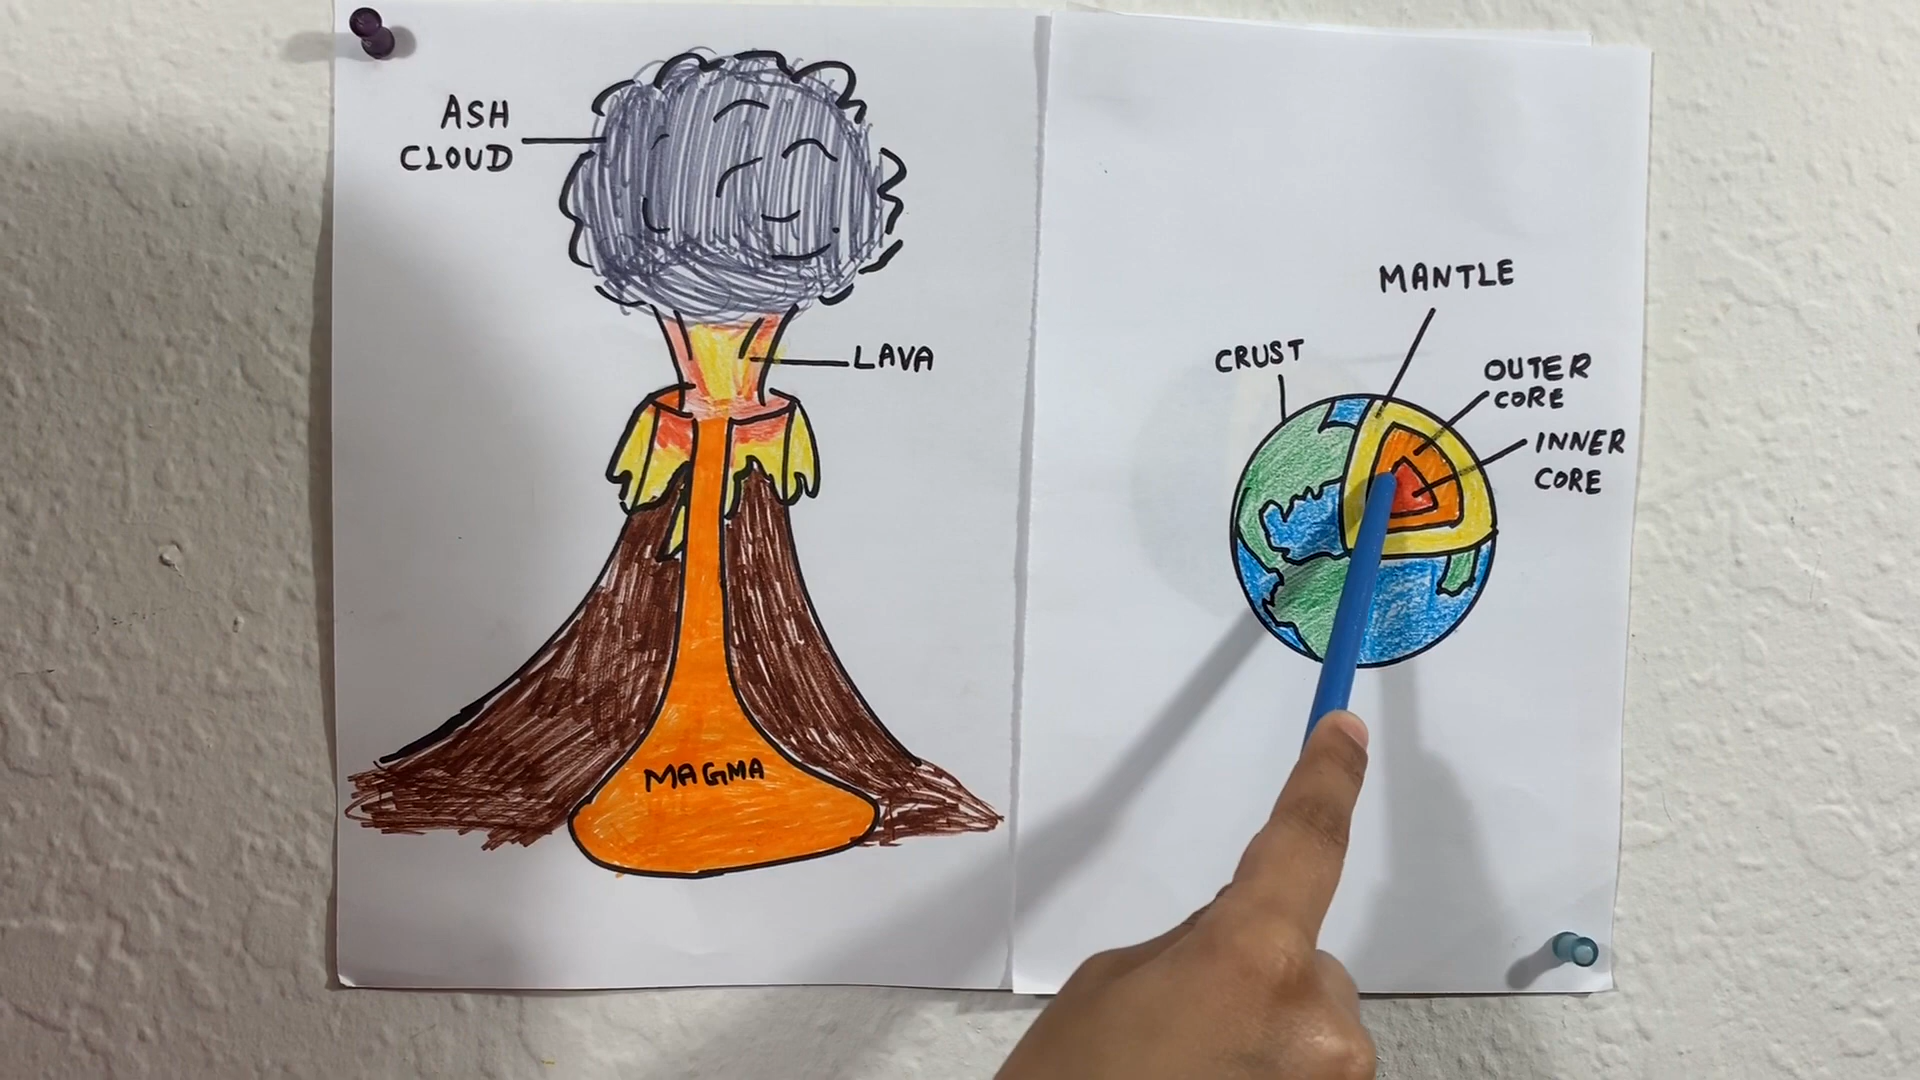 ASH
CLOUD
LAVA
MAGMA
MANTLE
CRUST
OUTER
CORE
INNER
CORE